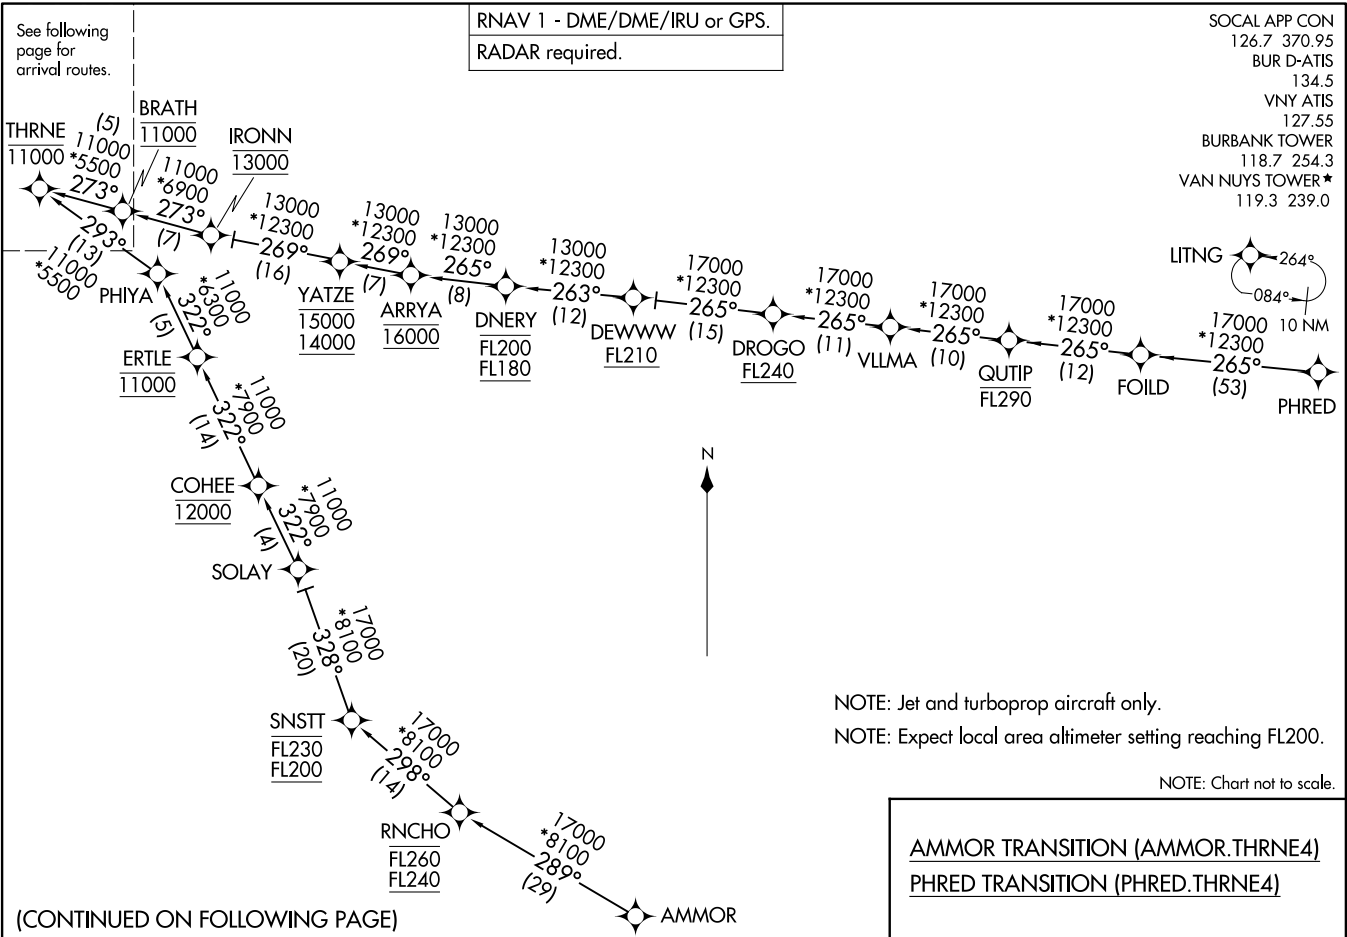 See following
page for
arrival routes.
RNAV 1 - DME/DME/IRU or GPS.
RADAR required.
SOCAL APP CON
126.7 370.95
BUR D-ATIS
134.5
VNY ATIS
127.55
BURBANK TOWER
118.7 254.3
VAN NUYS TOWER★
119.3 239.0
THRNE
11000
(5)
11000
*5500
273°
BRATH
11000
11000
*6900
273°
(7)
IRONN
13000
13000
*12300
269°
(16)
YATZE
15000
14000
13000
*12300
269°
(7)
ARRYA
16000
13000
*12300
265°
(8)
DNERY
FL200
FL180
13000
*12300
263°
(12)
DEWWW
FL210
17000
*12300
265°
(15)
DROGO
FL240
17000
*12300
265°
(11)
VLLMA
17000
*12300
265°
(10)
QUTIP
FL290
17000
*12300
265°
(12)
FOILD
17000
*12300
265°
(53)
PHRED
LITNG
264°
084°
10 NM
293°
(13)
11000
*5500
PHIYA
11000
*6300
322°
(5)
ERTLE
11000
11000
*7900
322°
(14)
COHEE
12000
11000
*7900
322°
(4)
SOLAY
17000
*8100
328°
(20)
SNSTT
FL230
FL200
17000
*8100
298°
(14)
RNCHO
FL260
FL240
17000
*8100
289°
(29)
AMMOR
N
NOTE: Jet and turboprop aircraft only.
NOTE: Expect local area altimeter setting reaching FL200.
NOTE: Chart not to scale.
AMMOR TRANSITION (AMMOR.THRNE4)
PHRED TRANSITION (PHRED.THRNE4)
(CONTINUED ON FOLLOWING PAGE)